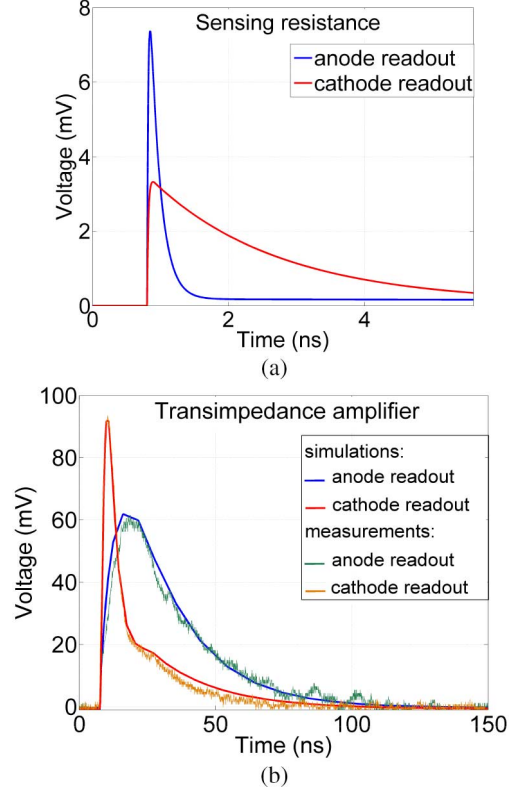 Sensing resistance
anode readout
cathode readout
Voltage (mV)
8
6
4
2
0
0 2 4
Time (ns)
(a)
Transimpedance amplifier
simulations:
anode readout
cathode readout
measurements:
anode readout
cathode readout
Voltage (mV)
100
80
60
40
20
0
0 50 100 150
Time (ns)
(b)